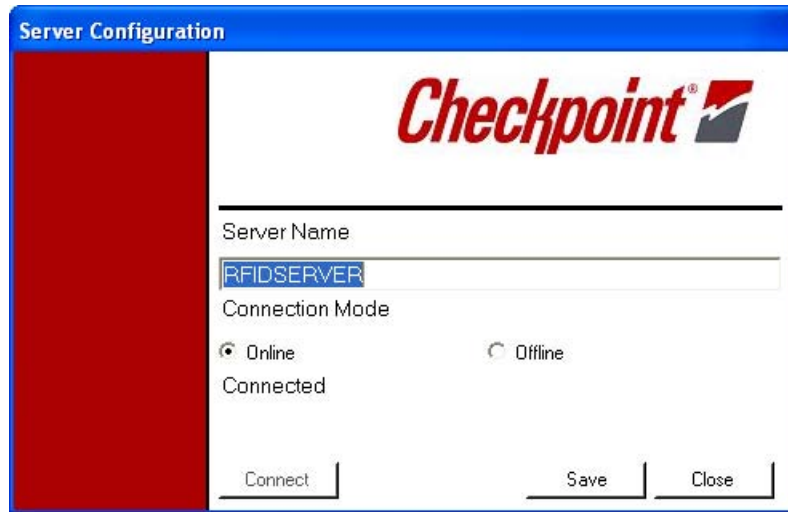 Server Configuration
Checkpoint®
Server Name
RFIDSERVER
Connection Mode
Online Offline
Connected
Connect Save Close